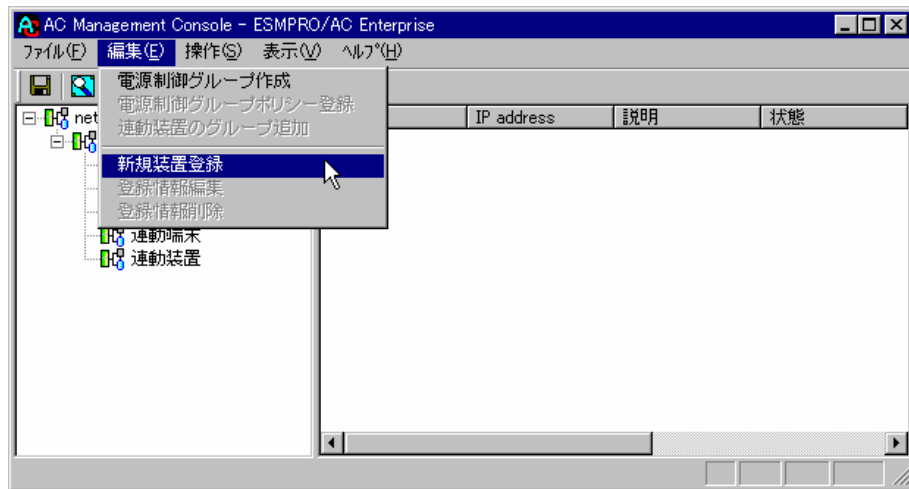 AC Management Console - ESMPRO/AC Enterprise
ファイル(F) 編集(E) 操作(S) 表示(V) ヘルプ(H)
電源制御グループ作成
電源制御グループポリシー登録
連動装置のグループ追加
新規装置登録
登録情報編集
登録情報削除
net
連動端末
連動装置
IP address 説明 状態